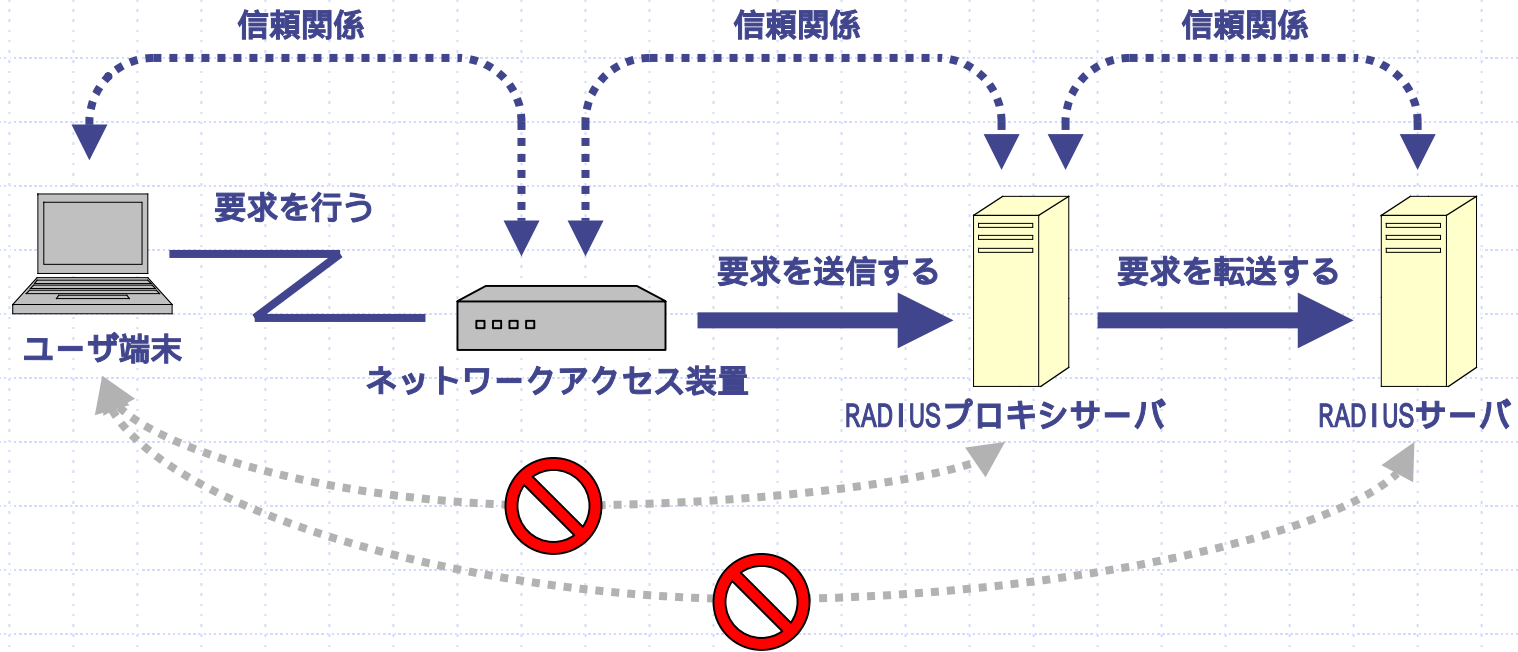 信頼関係
信頼関係
信頼関係
要求を行う
要求を送信する
要求を転送する
ユーザ端末
ネットワークアクセス装置
RADIUSプロキシサーバ
RADIUSサーバ